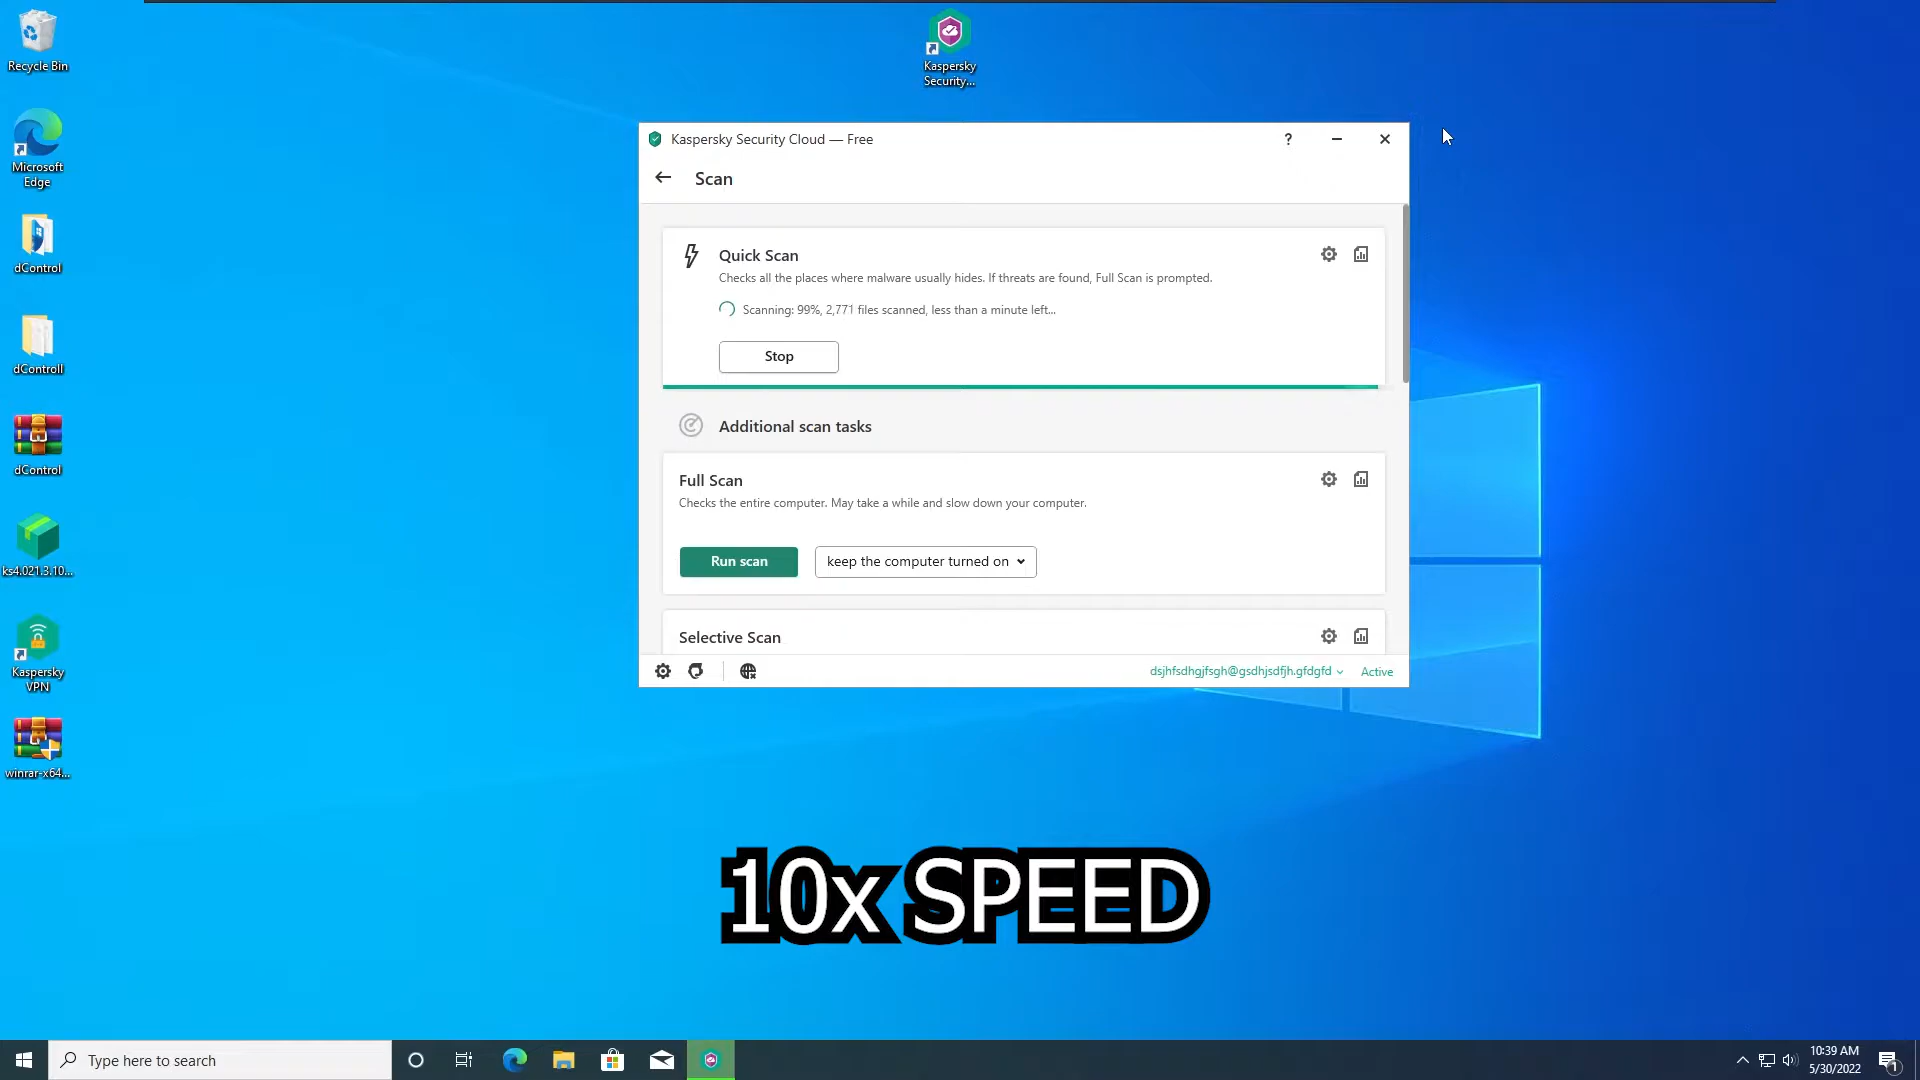 Recycle Bin
Microsoft
Edge
dControl
dControll
dControl
ks4.021.3.10...
Kaspersky
VPN
winrar-x64...
Kaspersky
Security...
Kaspersky Security Cloud — Free
?
Scan
Quick Scan
Checks all the places where malware usually hides. If threats are found, Full Scan is prompted.
Scanning: 99%, 2,771 files scanned, less than a minute left...
Stop
Additional scan tasks
Full Scan
Checks the entire computer. May take a while and slow down your computer.
Run scan
keep the computer turned on
Selective Scan
dsjhfsdhgjfsgh@gsdhjsdfjh.gfdgfd
Active
10x SPEED
Type here to search
10:39 AM
5/30/2022
1